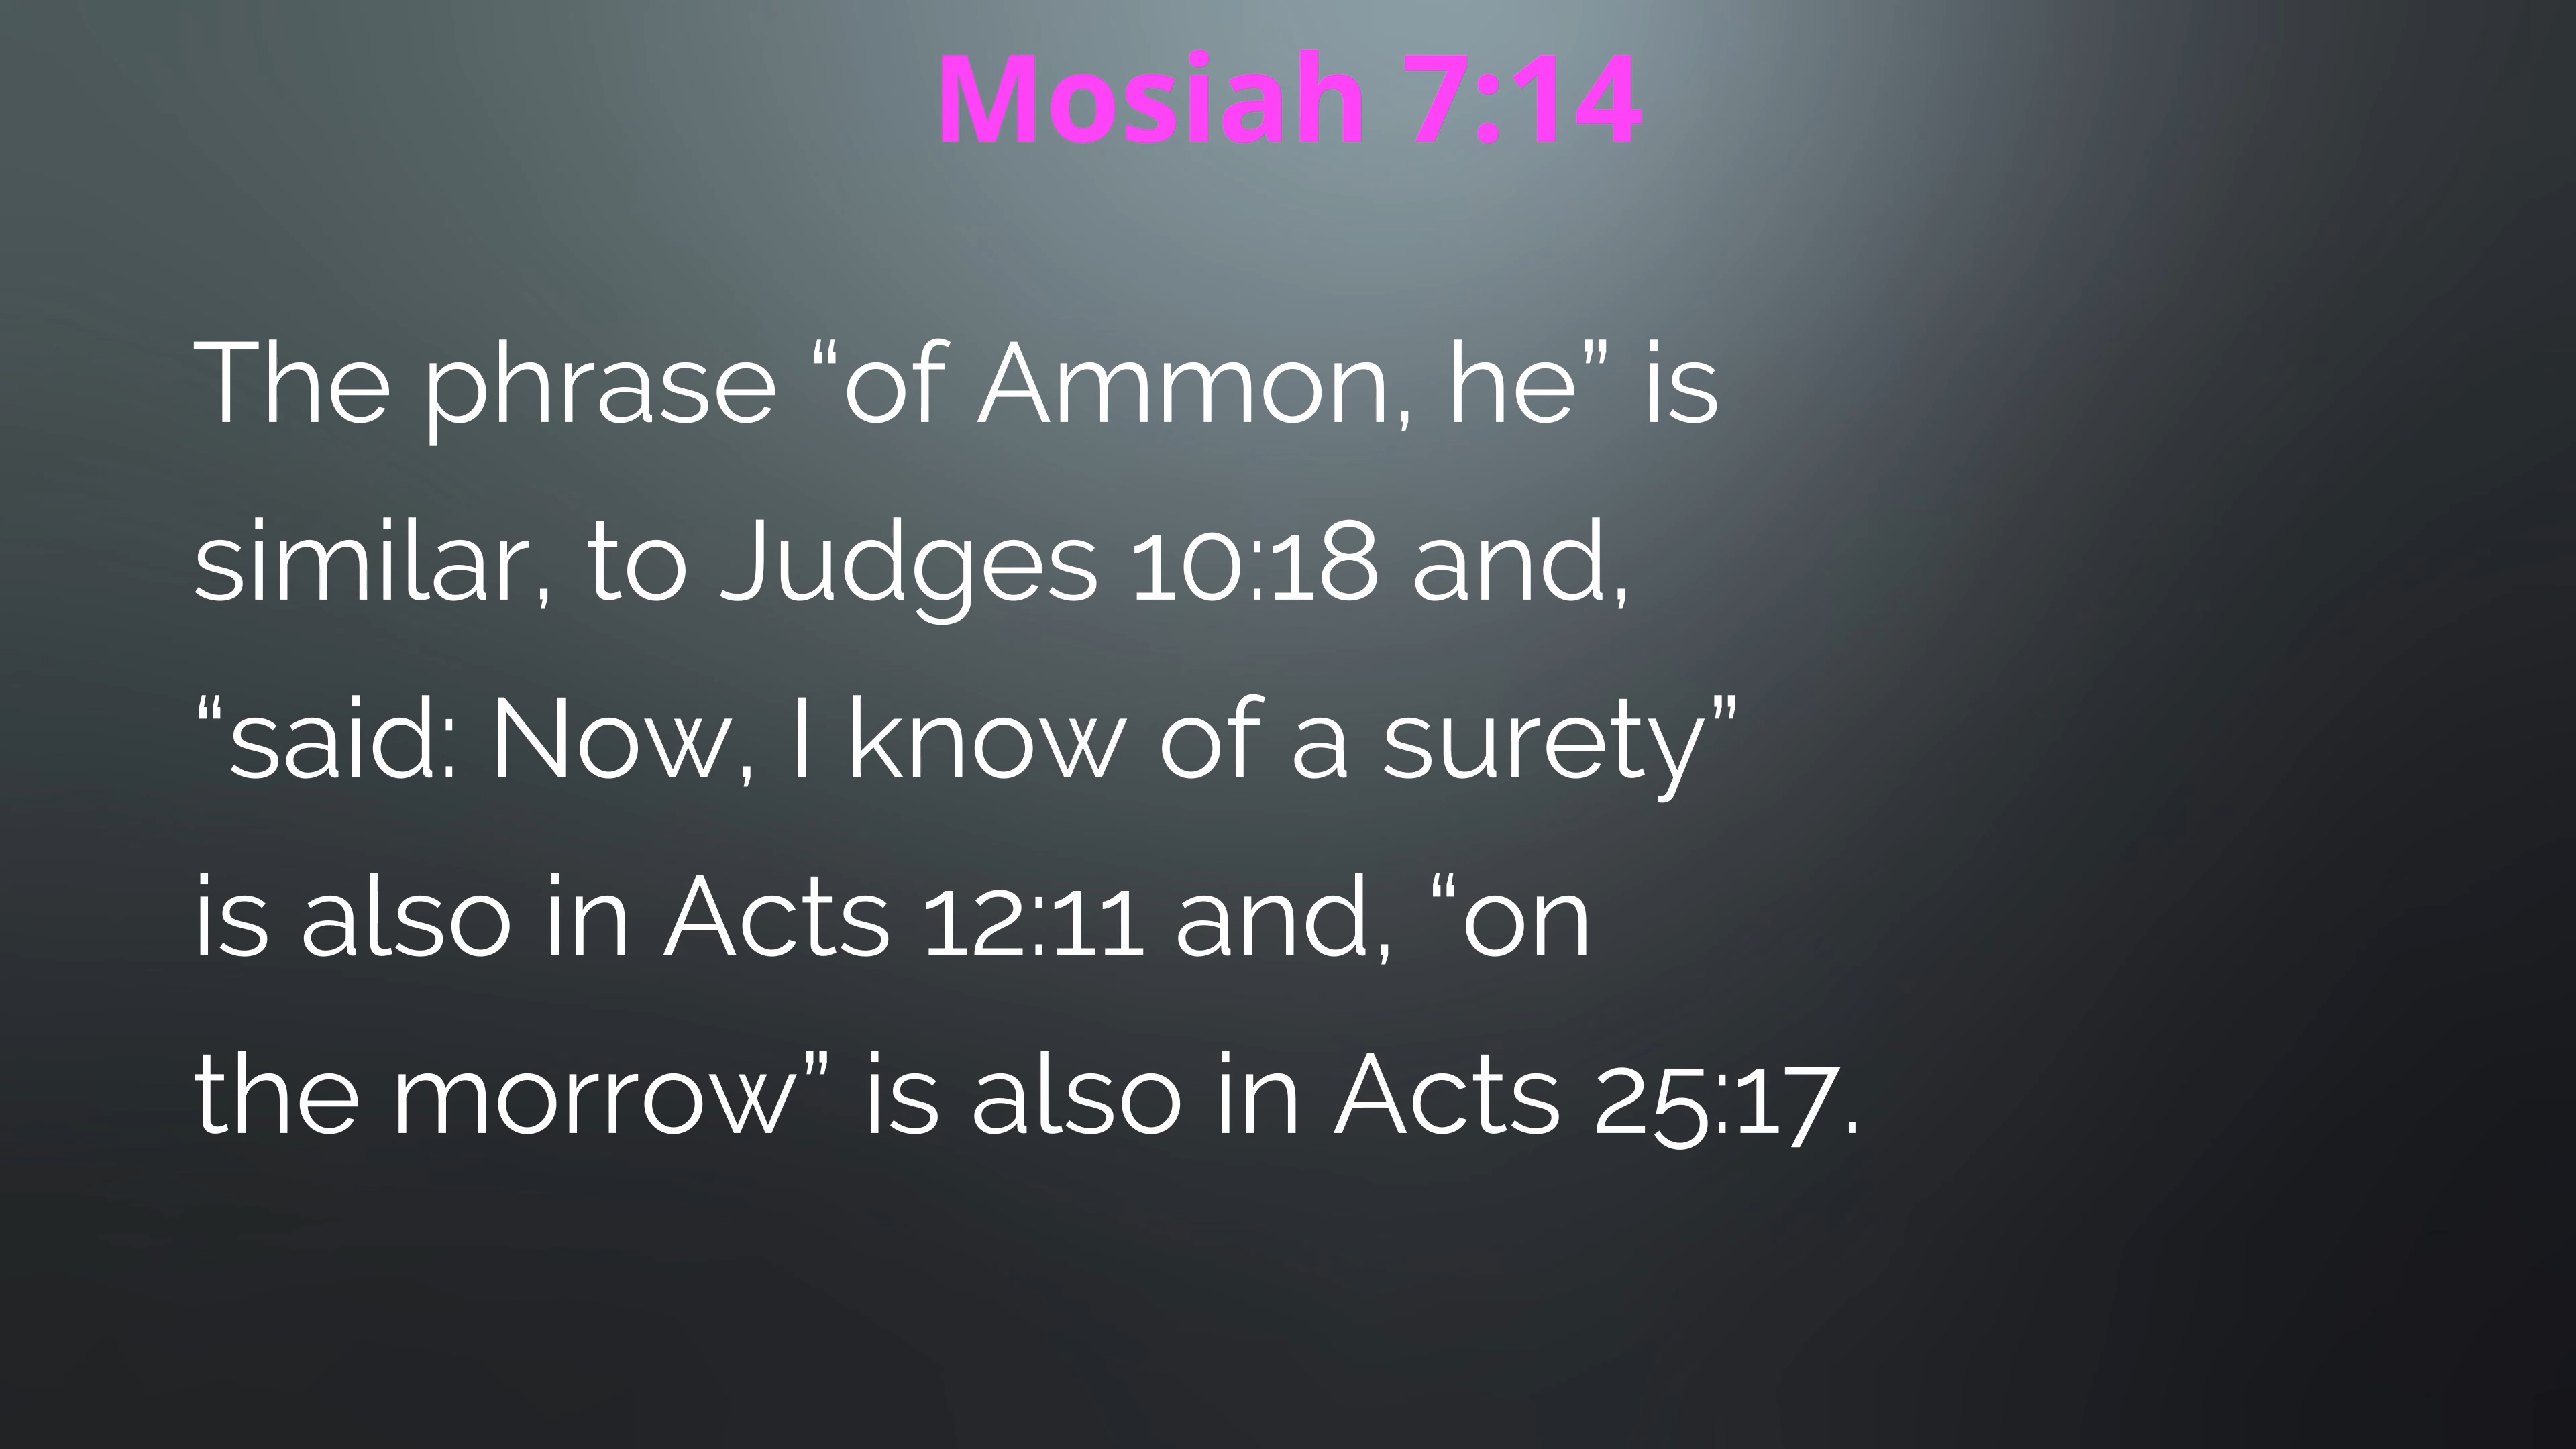 Mosiah 7:14
The phrase “of Ammon, he” is
similar, to Judges 10:18 and,
“said: Now, I know of a surety”
is also in Acts 12:11 and, “on
the morrow” is also in Acts 25:17.